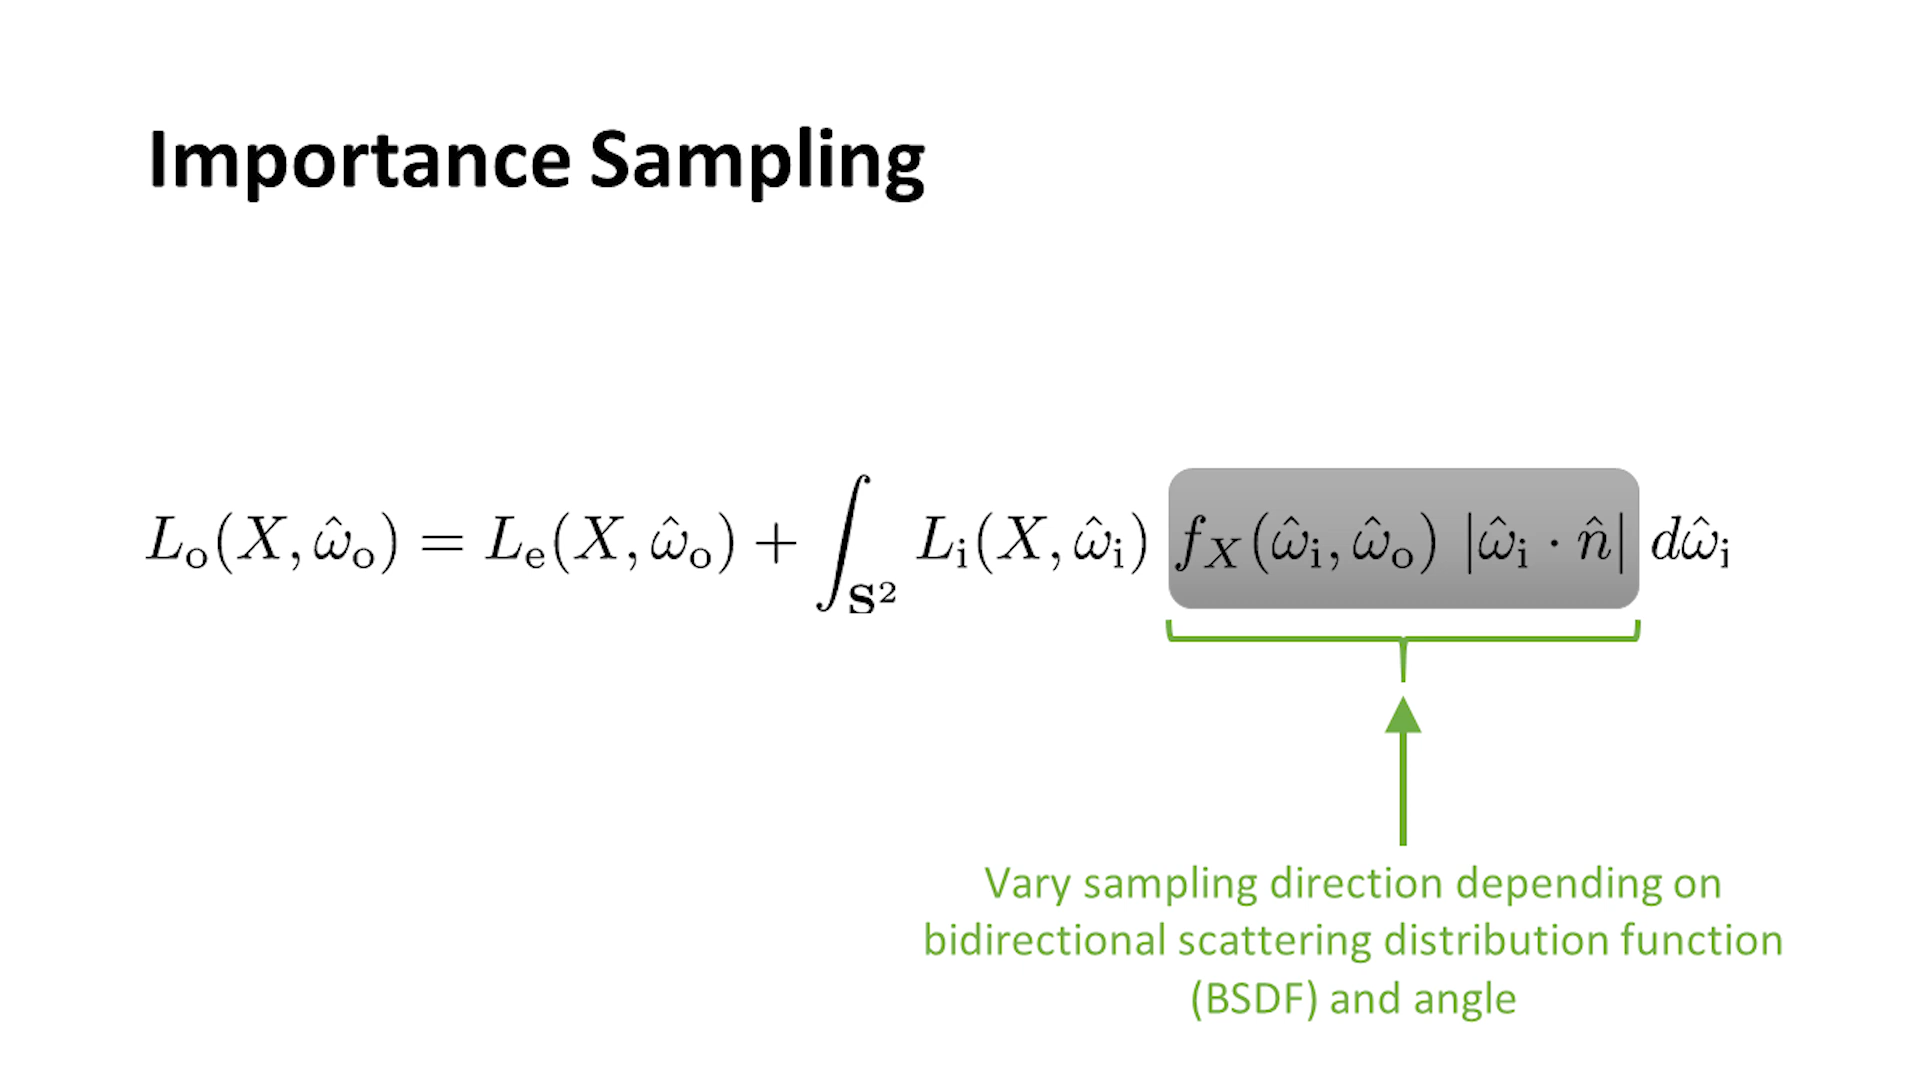 Importance Sampling
L_o(X, ω̂_o) = L_e(X, ω̂_o) + ∫_{S²} L_i(X, ω̂_i) f_X(ω̂_i, ω̂_o) |ω̂_i · n̂| dω̂_i
Vary sampling direction depending on
bidirectional scattering distribution function
(BSDF) and angle